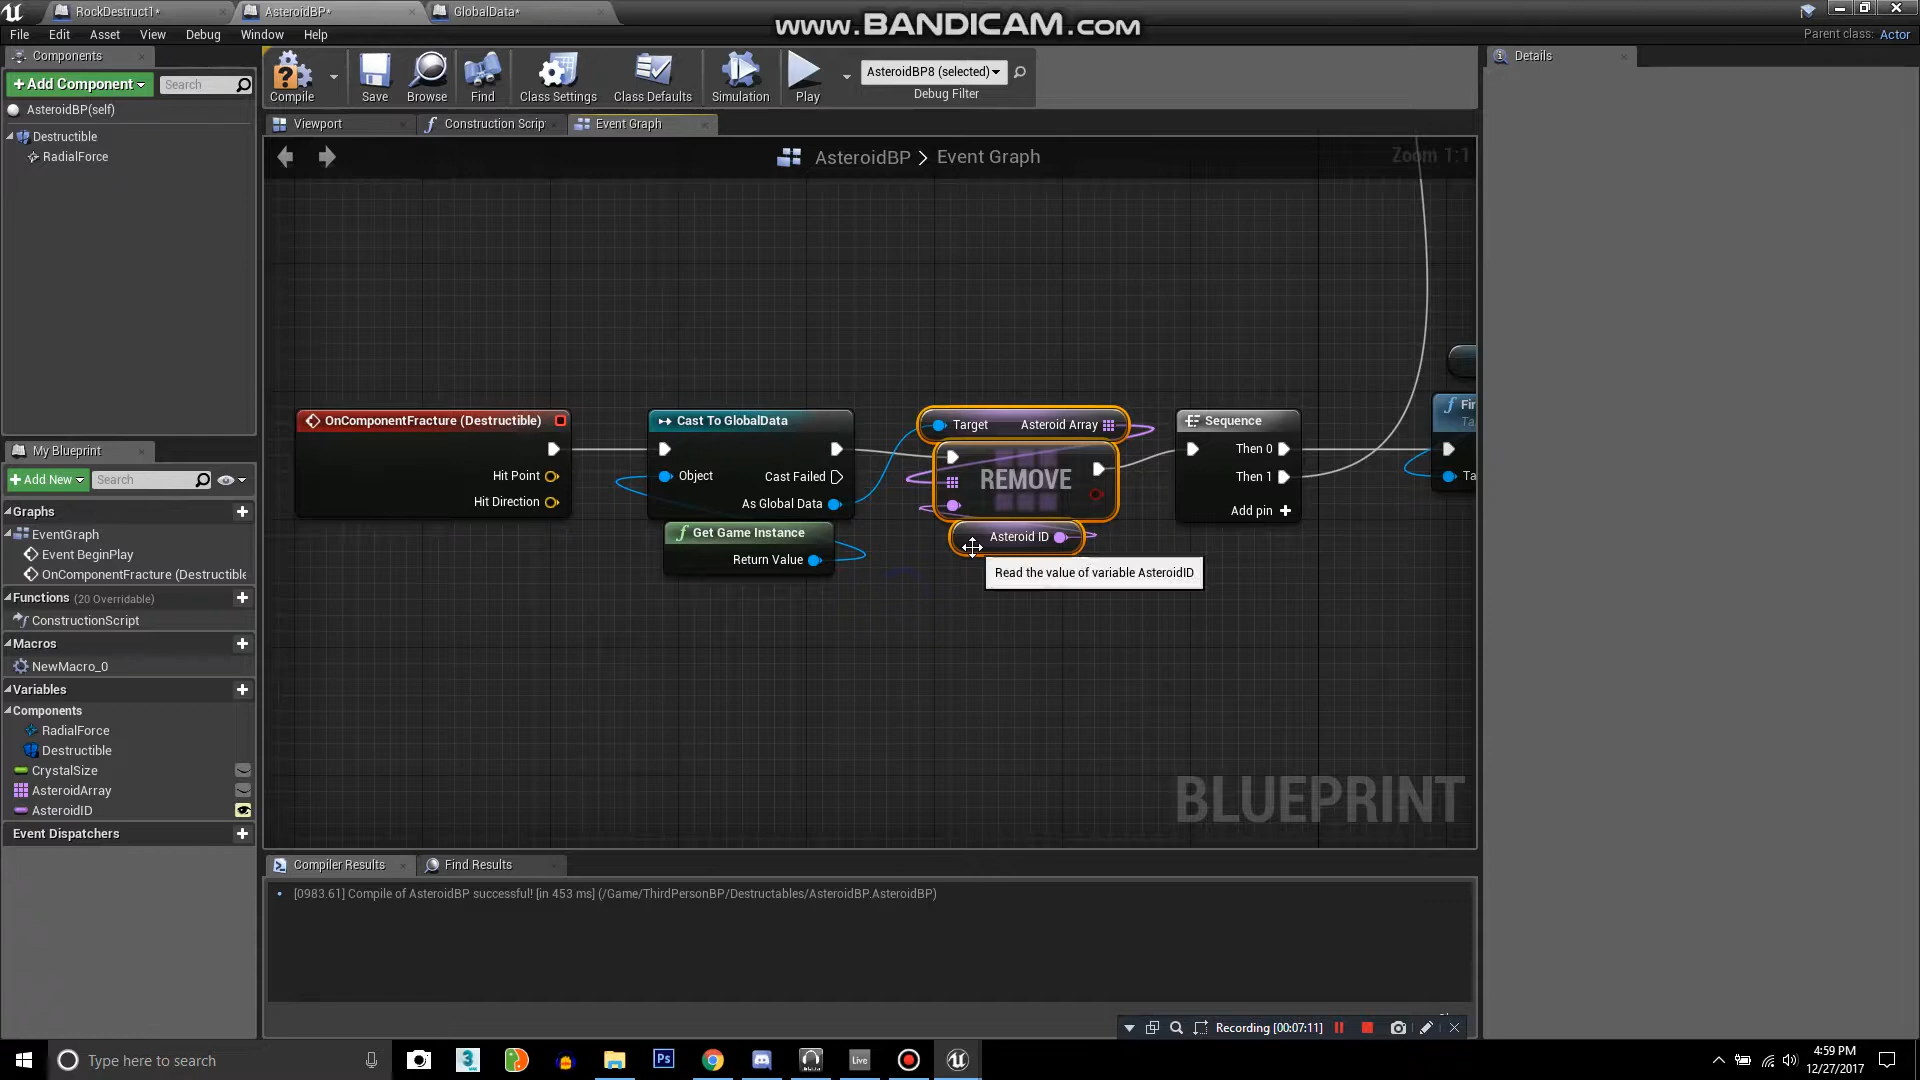 RockDestruct1*
AsteroidBP*
GlobalData*
www.BANDICAM.com
File Edit Asset View Debug Window Help
Parent class: Actor
Components
Details
+Add Component
Search
AsteroidBP(self)
Destructible
RadialForce
Compile
Save
Browse
Find
Class Settings
Class Defaults
Simulation
Play
AsteroidBP8 (selected)
Debug Filter
Viewport
Construction Scrip
Event Graph
AsteroidBP > Event Graph
Zoom 1:1
OnComponentFracture (Destructible)
Hit Point
Hit Direction
Cast To GlobalData
Object
Cast Failed
As Global Data
Get Game Instance
Return Value
Target Asteroid Array
REMOVE
Asteroid ID
Read the value of variable AsteroidID
Sequence
Then 0
Then 1
Add pin +
Fir
Ta
Ta
BLUEPRINT
My Blueprint
+Add New
Search
Graphs
EventGraph
Event BeginPlay
OnComponentFracture (Destructible
Functions (20 Overridable)
ConstructionScript
Macros
NewMacro_0
Variables
Components
RadialForce
Destructible
CrystalSize
AsteroidArray
AsteroidID
Event Dispatchers
Compiler Results
Find Results
[0983.61] Compile of AsteroidBP successful! [in 453 ms] (/Game/ThirdPersonBP/Destructables/AsteroidBP.AsteroidBP)
Recording [00:07:11]
Type here to search
Ps
Live
4:59 PM
12/27/2017